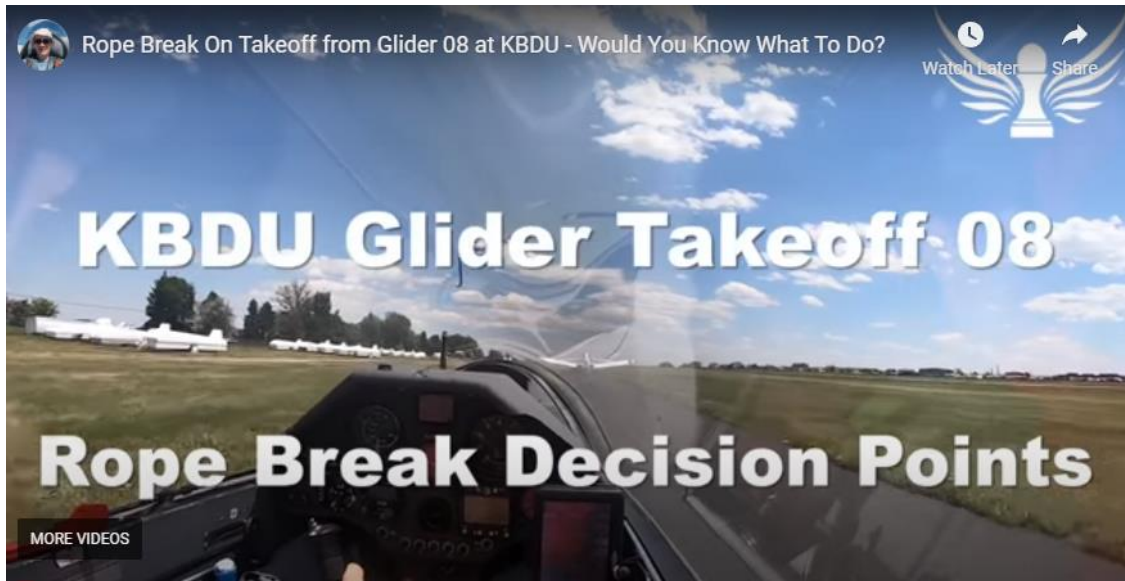 Rope Break On Takeoff from Glider 08 at KBDU - Would You Know What To Do?
Watch Later
Share
KBDU Glider Takeoff 08
Rope Break Decision Points
MORE VIDEOS